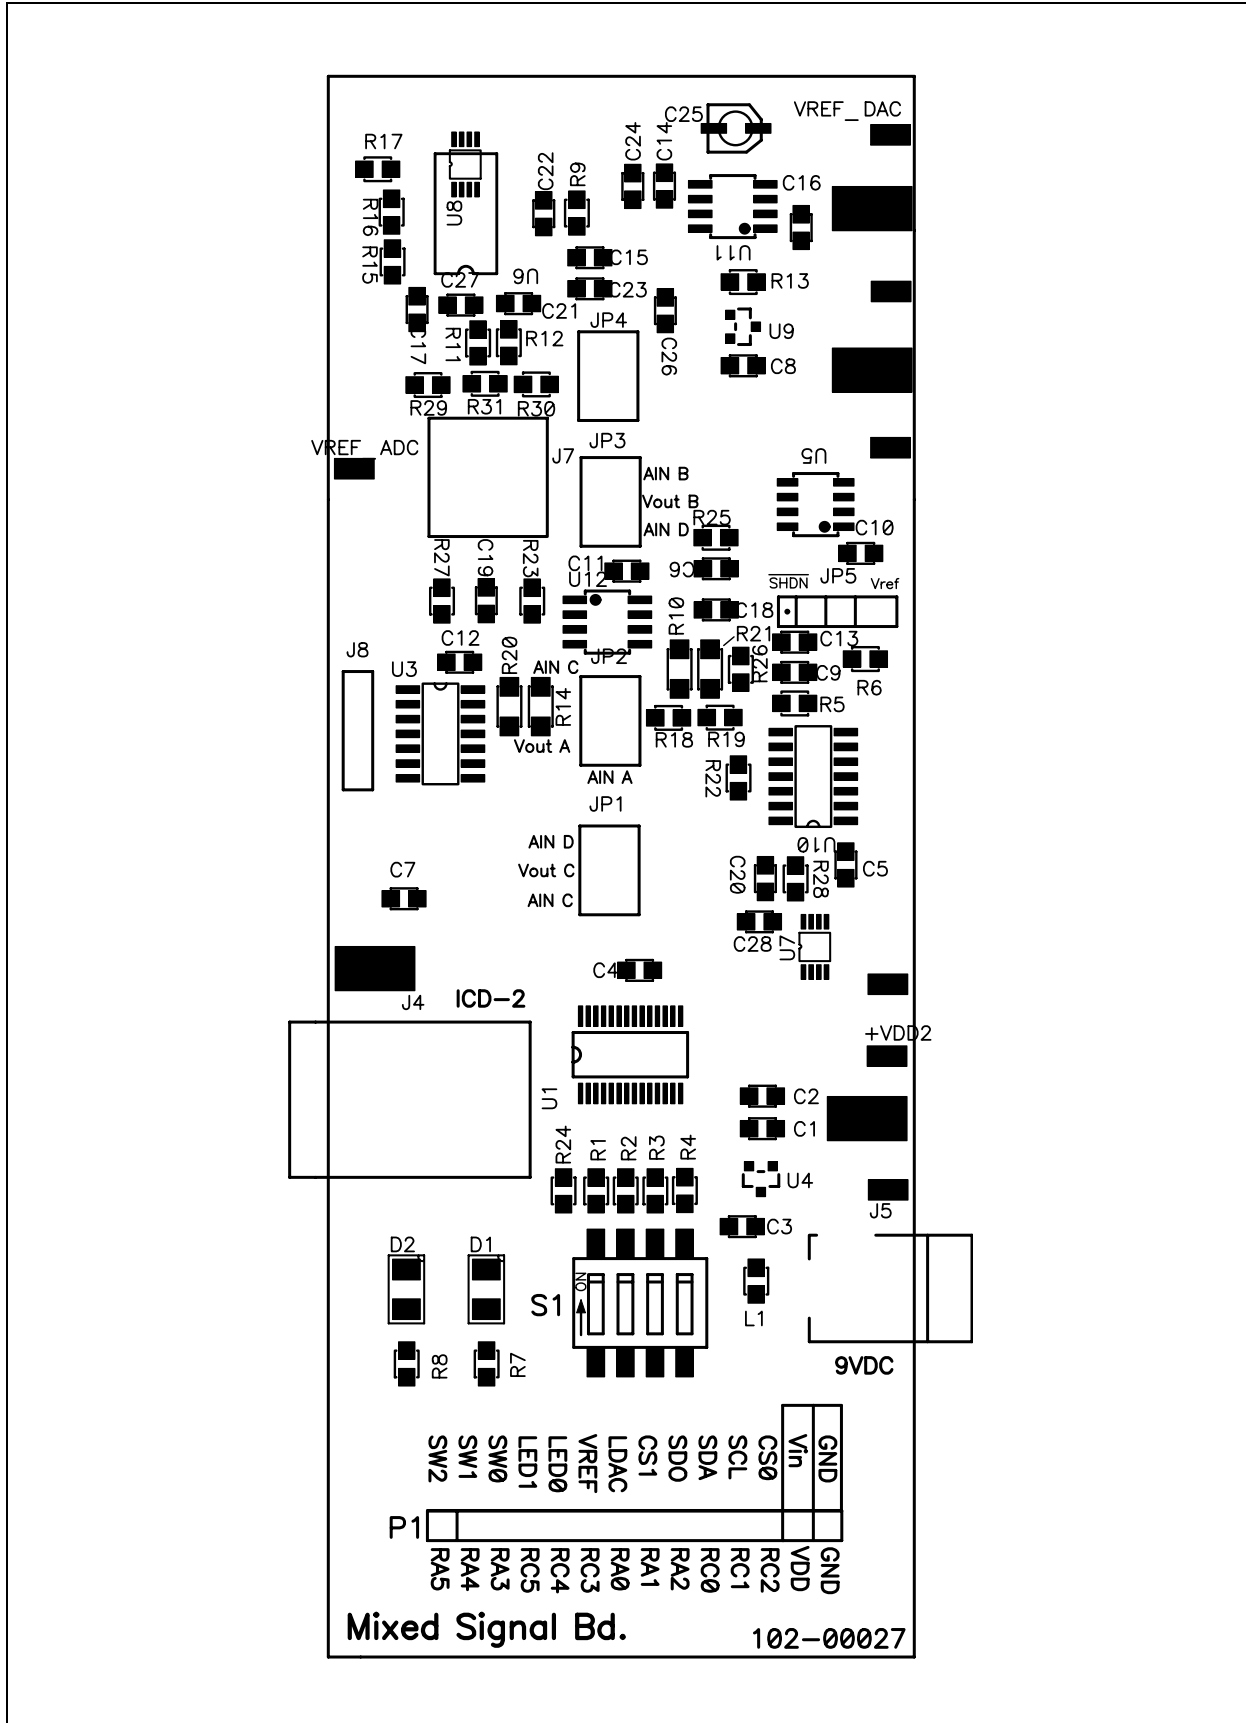 VREF_DAC
C25
R17
C24
C14
C22
R9
C16
U8
R16
R15
U11
C15
C27
U6
C23
R13
C21
JP4
C17
R11
R12
C26
U9
C8
R29
R31
R30
JP3
VREF_ADC
J7
U5
AIN B
Vout B
AIN D
R25
C10
R27
C19
R23
C11
C6
U12
SHDN
JP5
Vref
R10
C18
C12
R21
C13
J8
U3
R20
AIN C
JP2
R26
C9
R6
R14
R5
Vout A
R18
R19
AIN A
R22
JP1
AIN D
U10
Vout C
C7
C20
R28
C5
AIN C
C28
U7
C4
J4
ICD-2
+VDD2
U1
C2
C1
R24
R1
R2
R3
R4
U4
J5
C3
D2
D1
ON
S1
L1
R8
R7
9VDC
SW2
SW1
SW0
LED1
LED0
VREF
LDAC
CS1
SDO
SDA
SCL
CS0
Vin
GND
P1
RA5
RA4
RA3
RC5
RC4
RC3
RA0
RA1
RA2
RC0
RC1
RC2
VDD
GND
Mixed Signal Bd.
102-00027